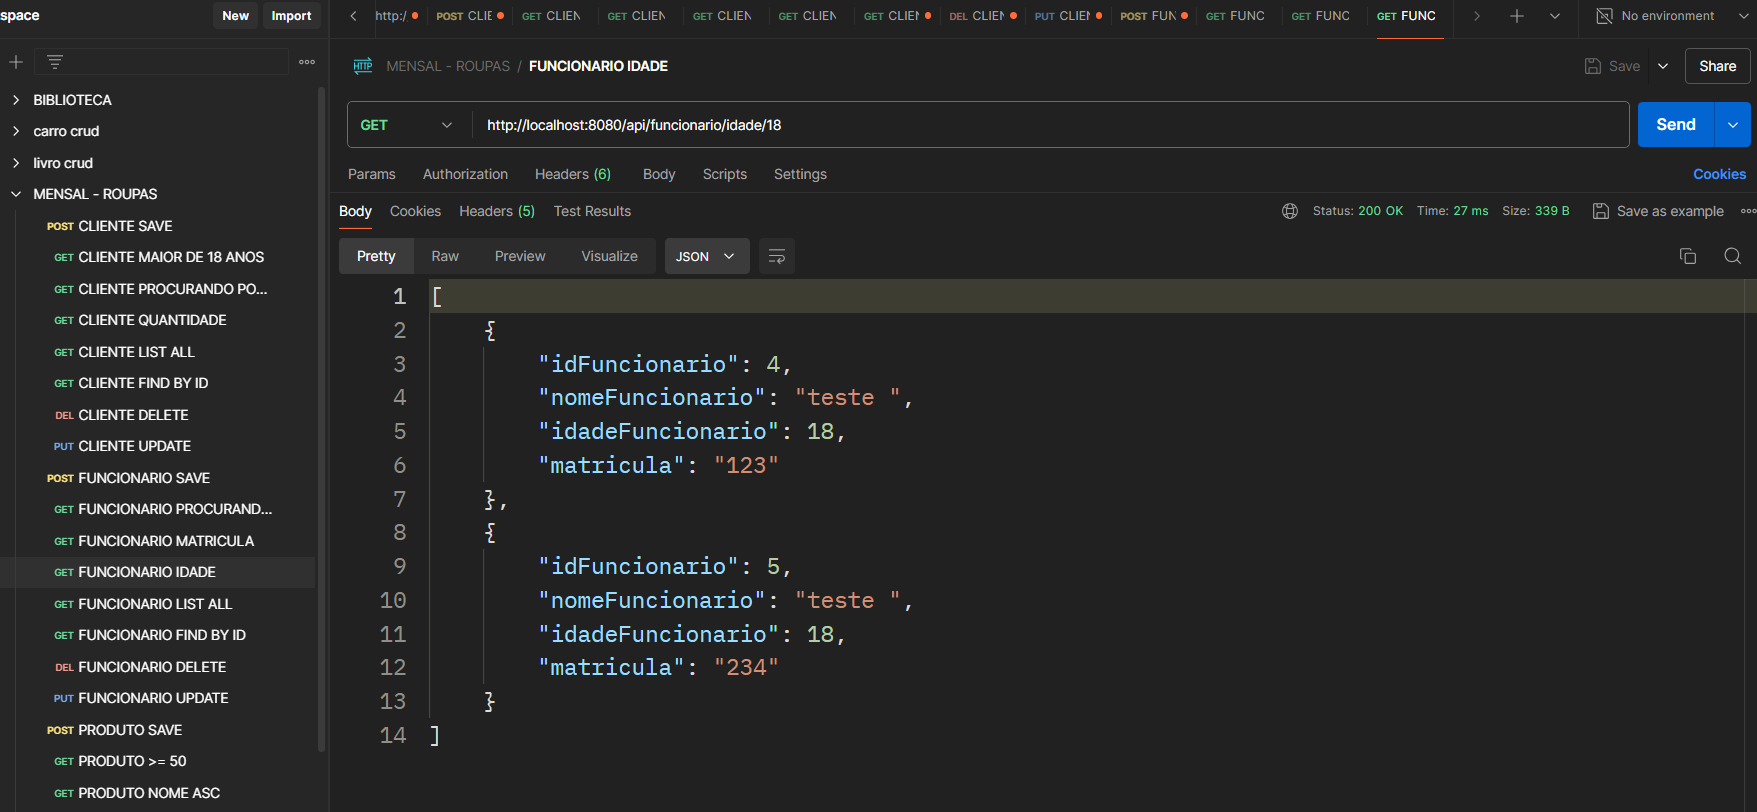 space
New
Import
http:/
POST CLIE
GET CLIEN
GET CLIEN
GET CLIEN
GET CLIEN
GET CLIEN
DEL CLIEN
PUT CLIEN
POST FUN
GET FUNC
GET FUNC
GET FUNC
No environment
HTTP
MENSAL - ROUPAS / FUNCIONARIO IDADE
Save
Share
BIBLIOTECA
carro crud
livro crud
MENSAL - ROUPAS
POST CLIENTE SAVE
GET CLIENTE MAIOR DE 18 ANOS
GET CLIENTE PROCURANDO PO...
GET CLIENTE QUANTIDADE
GET CLIENTE LIST ALL
GET CLIENTE FIND BY ID
DEL CLIENTE DELETE
PUT CLIENTE UPDATE
POST FUNCIONARIO SAVE
GET FUNCIONARIO PROCURAND...
GET FUNCIONARIO MATRICULA
GET FUNCIONARIO IDADE
GET FUNCIONARIO LIST ALL
GET FUNCIONARIO FIND BY ID
DEL FUNCIONARIO DELETE
PUT FUNCIONARIO UPDATE
POST PRODUTO SAVE
GET PRODUTO >= 50
GET PRODUTO NOME ASC
GET
http://localhost:8080/api/funcionario/idade/18
Send
Params Authorization Headers (6) Body Scripts Settings
Cookies
Body Cookies Headers (5) Test Results
Status: 200 OK Time: 27 ms Size: 339 B
Save as example
Pretty Raw Preview Visualize JSON
1 [
2 {
3 "idFuncionario": 4,
4 "nomeFuncionario": "teste ",
5 "idadeFuncionario": 18,
6 "matricula": "123"
7 },
8 {
9 "idFuncionario": 5,
10 "nomeFuncionario": "teste ",
11 "idadeFuncionario": 18,
12 "matricula": "234"
13 }
14 ]